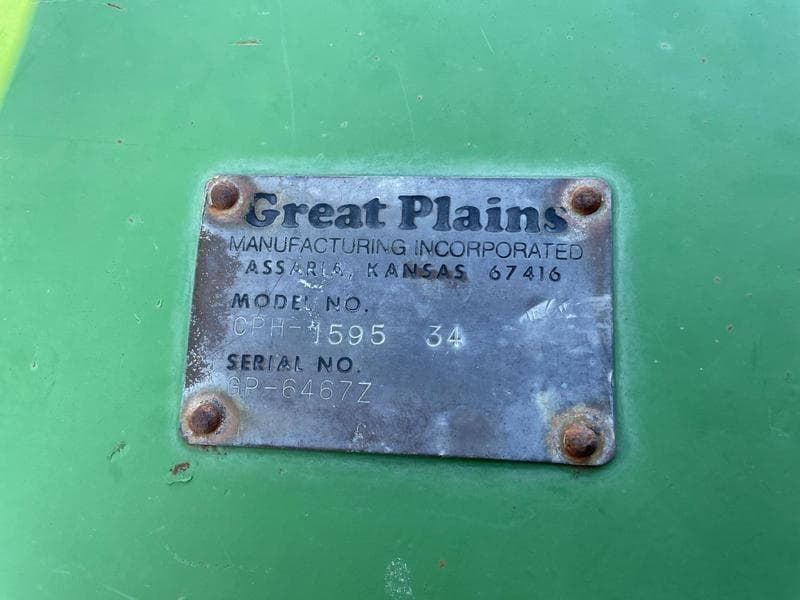 Great Plains
MANUFACTURING INCORPORATED
ASSARIA, KANSAS 67416
MODEL NO.
CPH-1595 34
SERIAL NO.
GP-6467Z